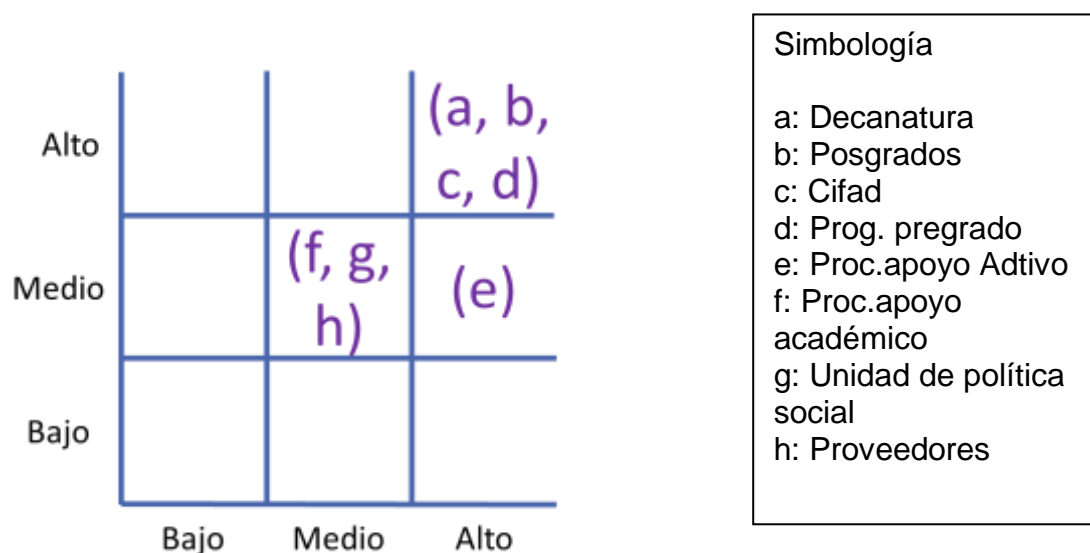 Alto
(a, b,
c, d)
Medio
(f, g,
h)
(e)
Bajo
Bajo
Medio
Alto
Simbología
a: Decanatura
b: Posgrados
c: Cifad
d: Prog. pregrado
e: Proc.apoyo Adtivo
f: Proc.apoyo
académico
g: Unidad de política
social
h: Proveedores